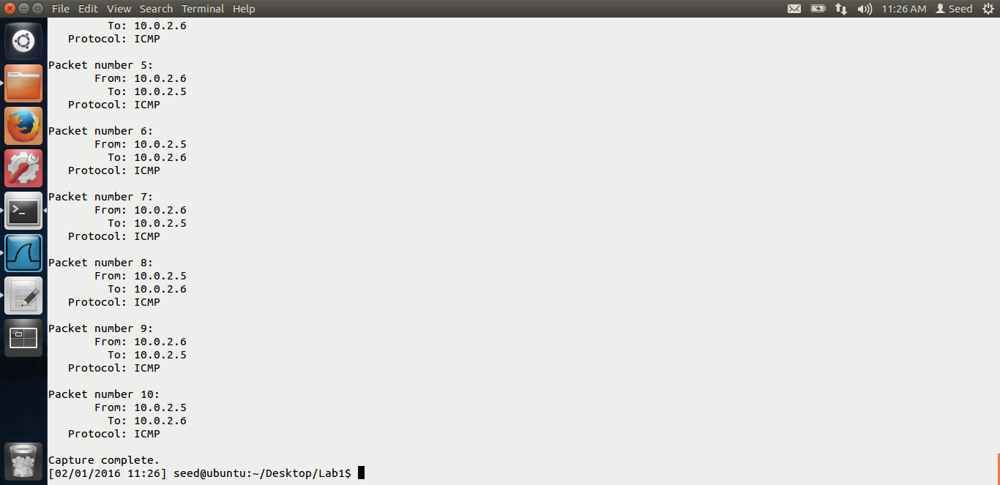 File Edit View Search Terminal Help 11:26 AM Seed
To: 10.0.2.6
Protocol: ICMP
Packet number 5:
From: 10.0.2.6
To: 10.0.2.5
Protocol: ICMP
Packet number 6:
From: 10.0.2.5
To: 10.0.2.6
Protocol: ICMP
Packet number 7:
From: 10.0.2.6
To: 10.0.2.5
Protocol: ICMP
Packet number 8:
From: 10.0.2.5
To: 10.0.2.6
Protocol: ICMP
Packet number 9:
From: 10.0.2.6
To: 10.0.2.5
Protocol: ICMP
Packet number 10:
From: 10.0.2.5
To: 10.0.2.6
Protocol: ICMP
Capture complete.
[02/01/2016 11:26] seed@ubuntu:~/Desktop/Lab1$